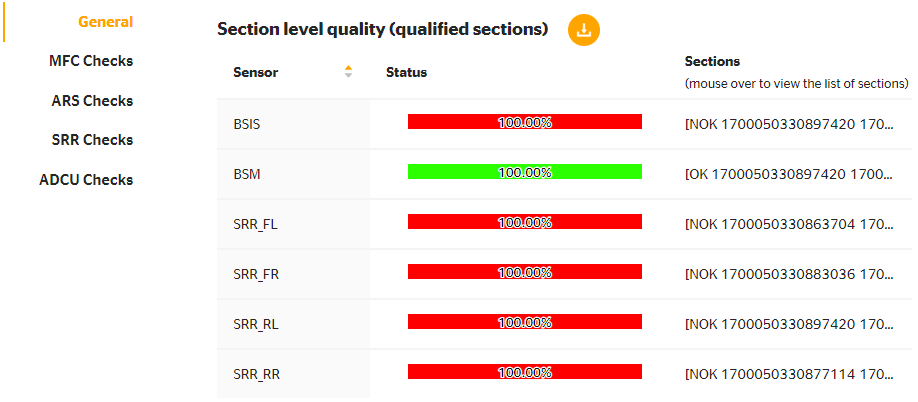 General
MFC Checks
ARS Checks
SRR Checks
ADCU Checks
Section level quality (qualified sections)
Sensor Status Sections
(mouse over to view the list of sections)
BSIS 100.00% [NOK 1700050330897420 170...
BSM 100.00% [OK 1700050330897420 1700...
SRR_FL 100.00% [NOK 1700050330863704 170...
SRR_FR 100.00% [NOK 1700050330883036 170...
SRR_RL 100.00% [NOK 1700050330897420 170...
SRR_RR 100.00% [NOK 1700050330877114 170...